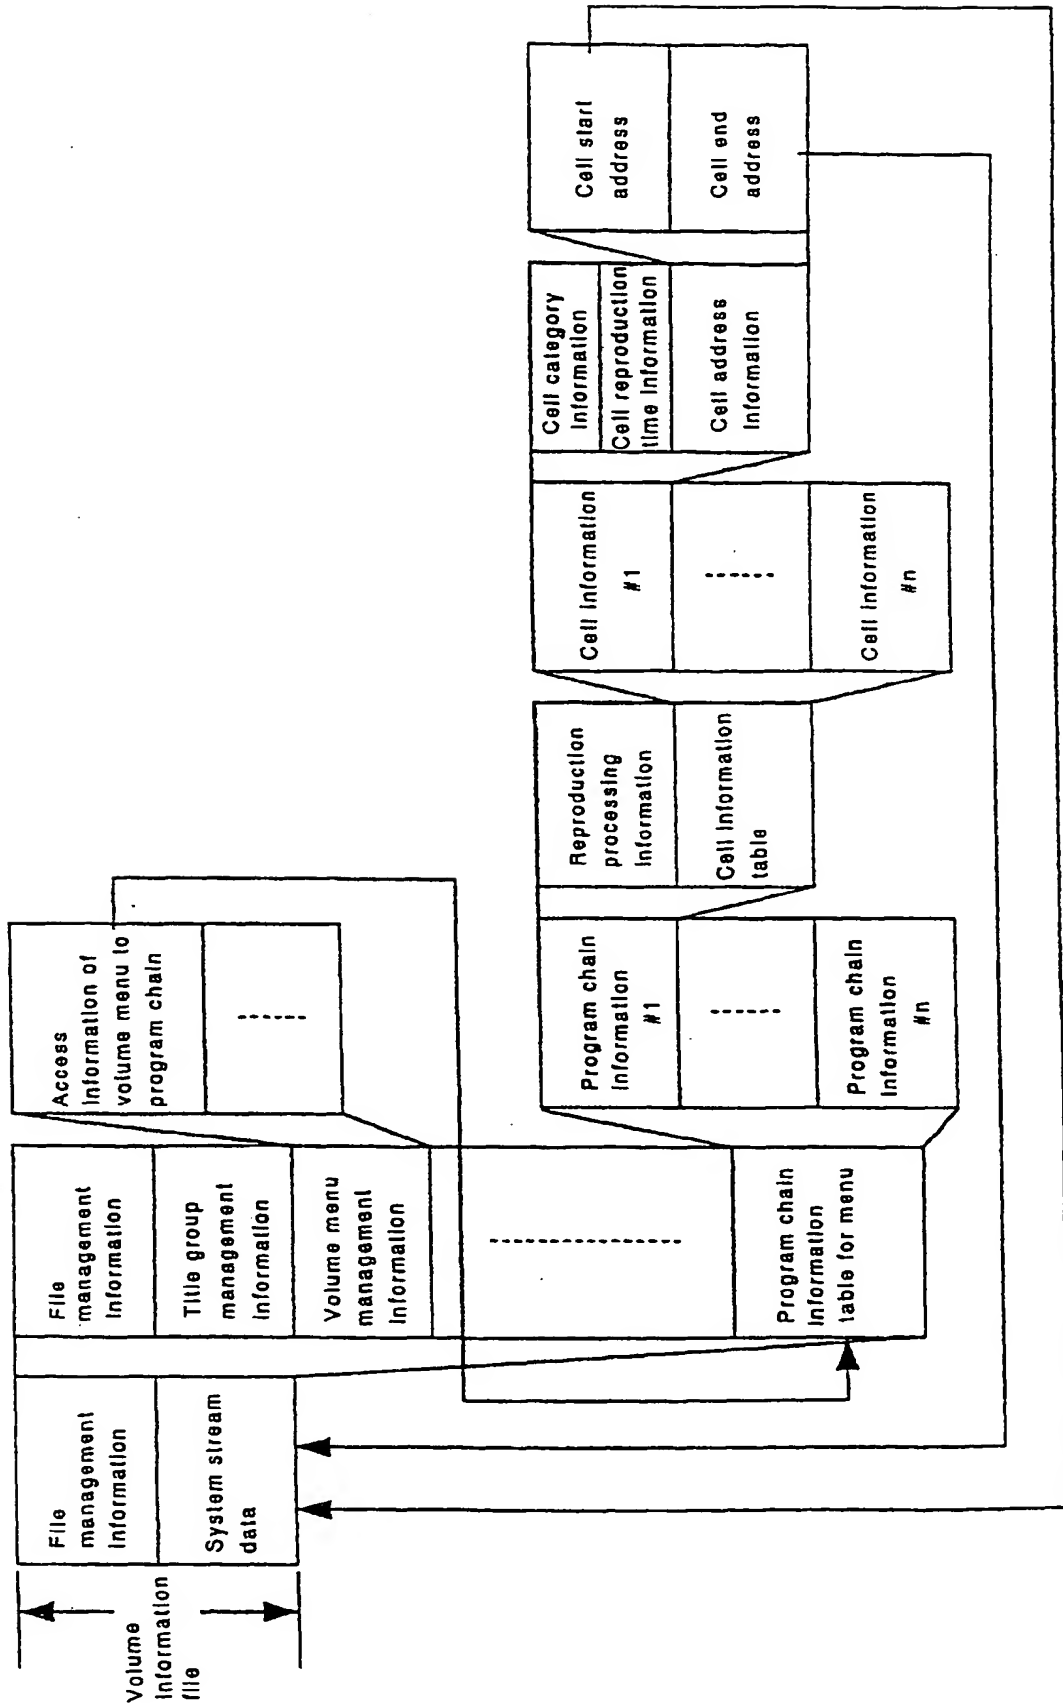 Volume
Information
file
File
management
Information
System stream
data
File
management
Information
Title group
management
Information
Volume menu
management
Information
Program chain
Information
table for menu
Access
Information of
volume menu to
program chain
Program chain
Information
#1
Program chain
Information
#n
Reproduction
processing
Information
Cell Information
table
Cell Information
#1
Cell Information
#n
Cell category
Information
Cell reproduction
time Information
Cell address
Information
Cell start
address
Cell end
address